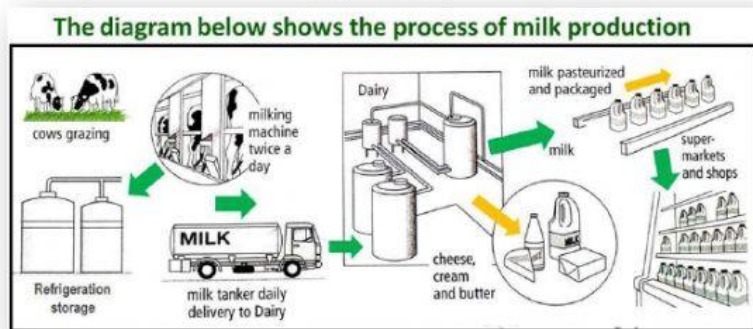 The diagram below shows the process of milk production
cows grazing
milking
machine
twice a
day
Refrigeration
storage
MILK
milk tanker daily
delivery to Dairy
Dairy
milk
milk pasteurized
and packaged
cheese,
cream
and butter
MILK
super-
markets
and shops